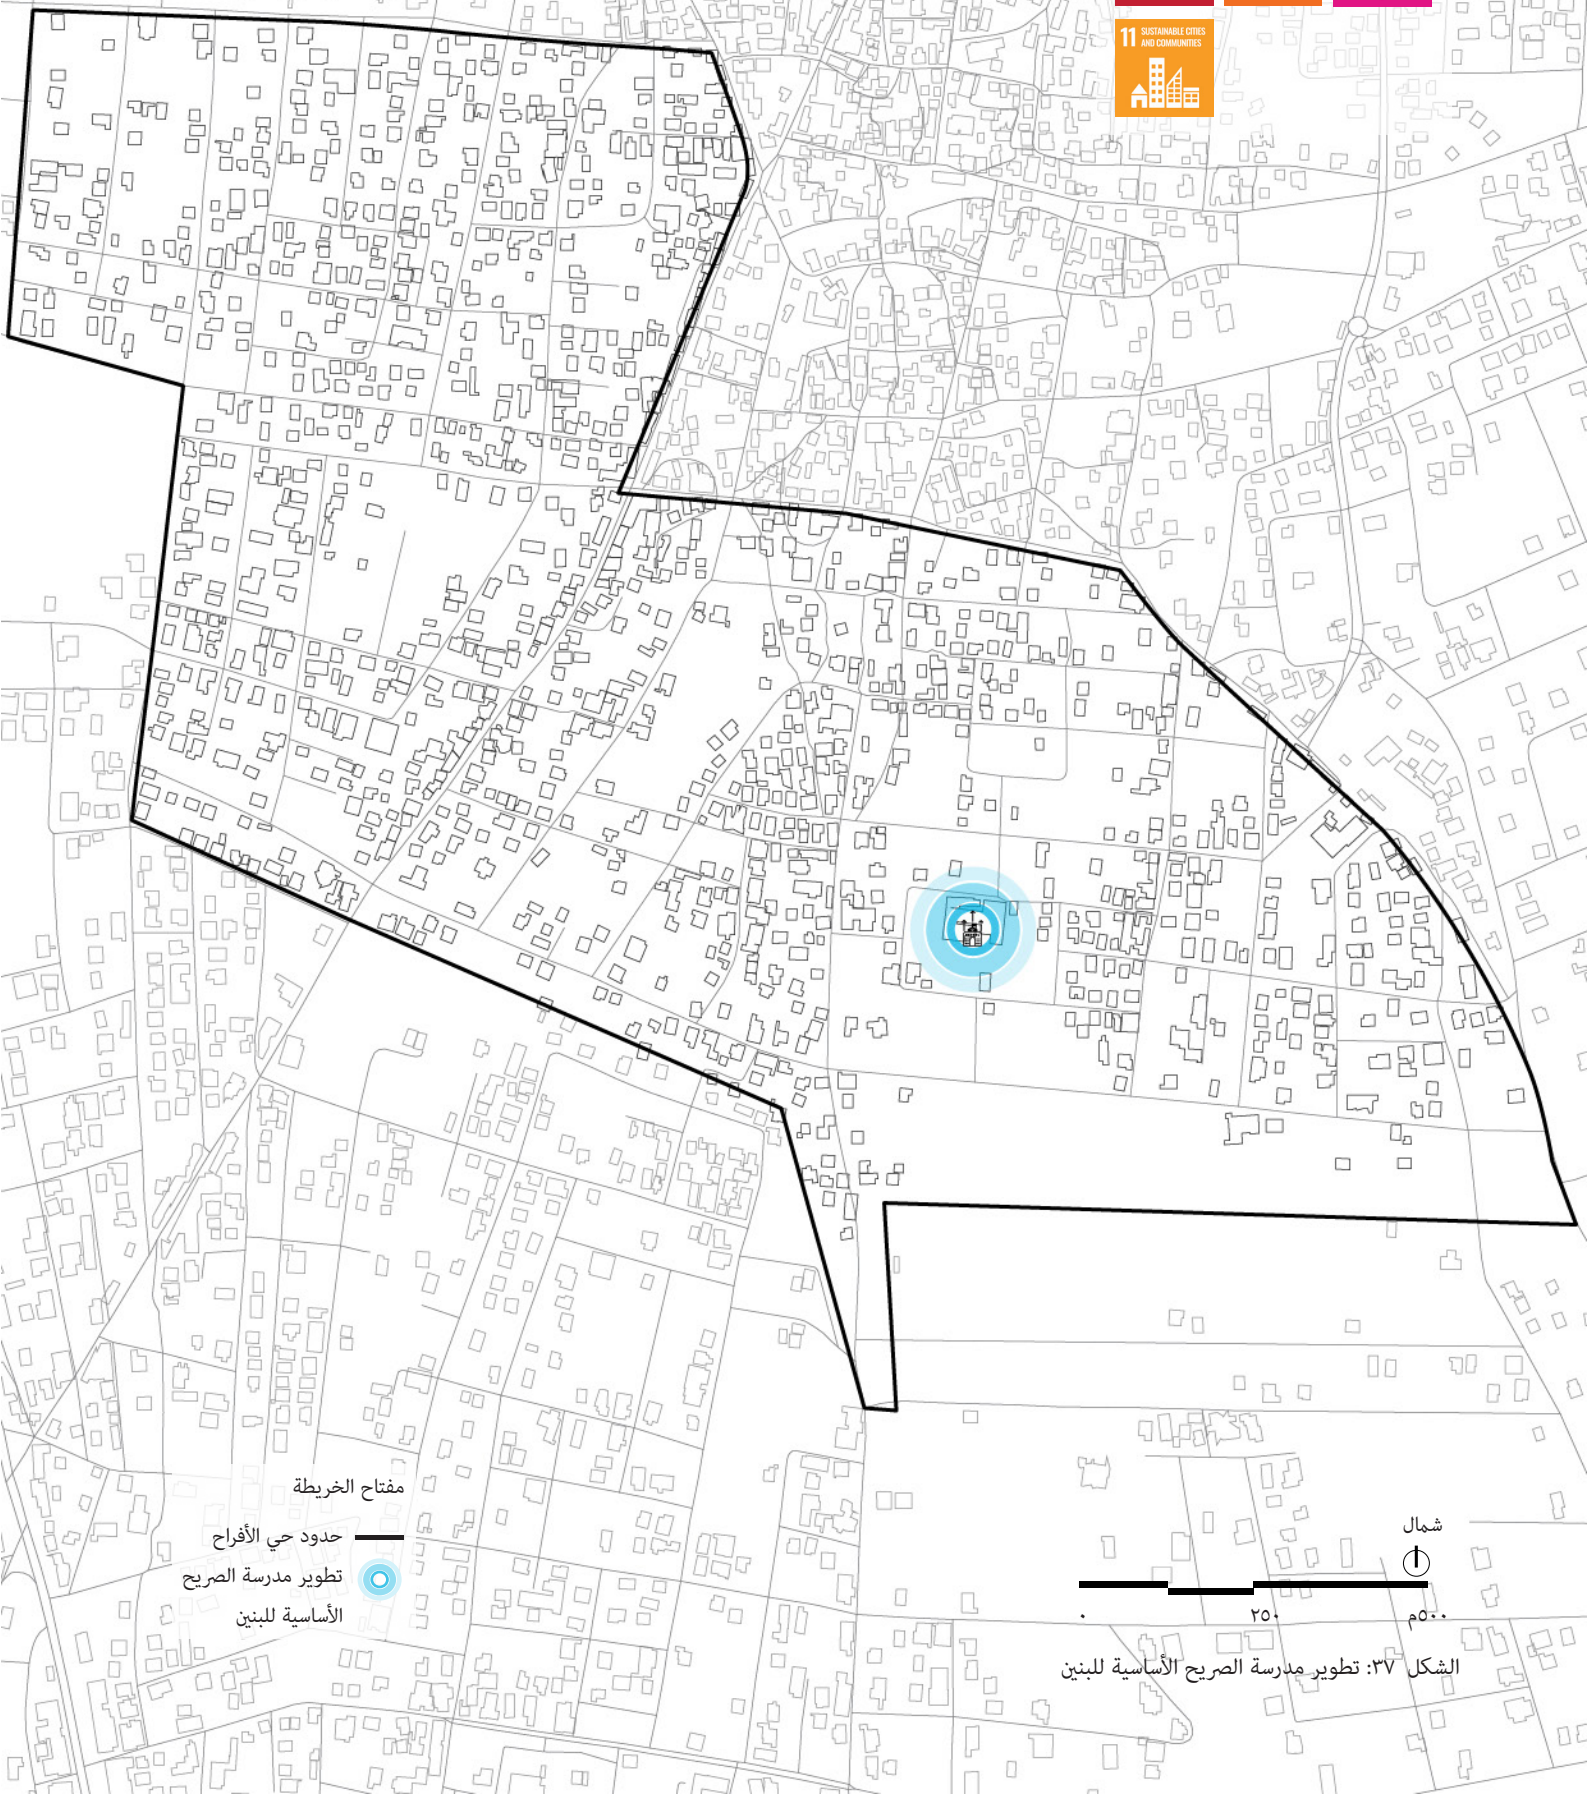 11 SUSTAINABLE CITIES
AND COMMUNITIES
مفتاح الخريطة
حدود حي الأفراح
تطوير مدرسة الصريح
الأساسية للبنين
شمال
٠ ٢٥٠ ٥٠٠م
الشكل ٣٧: تطوير مدرسة الصريح الأساسية للبنين